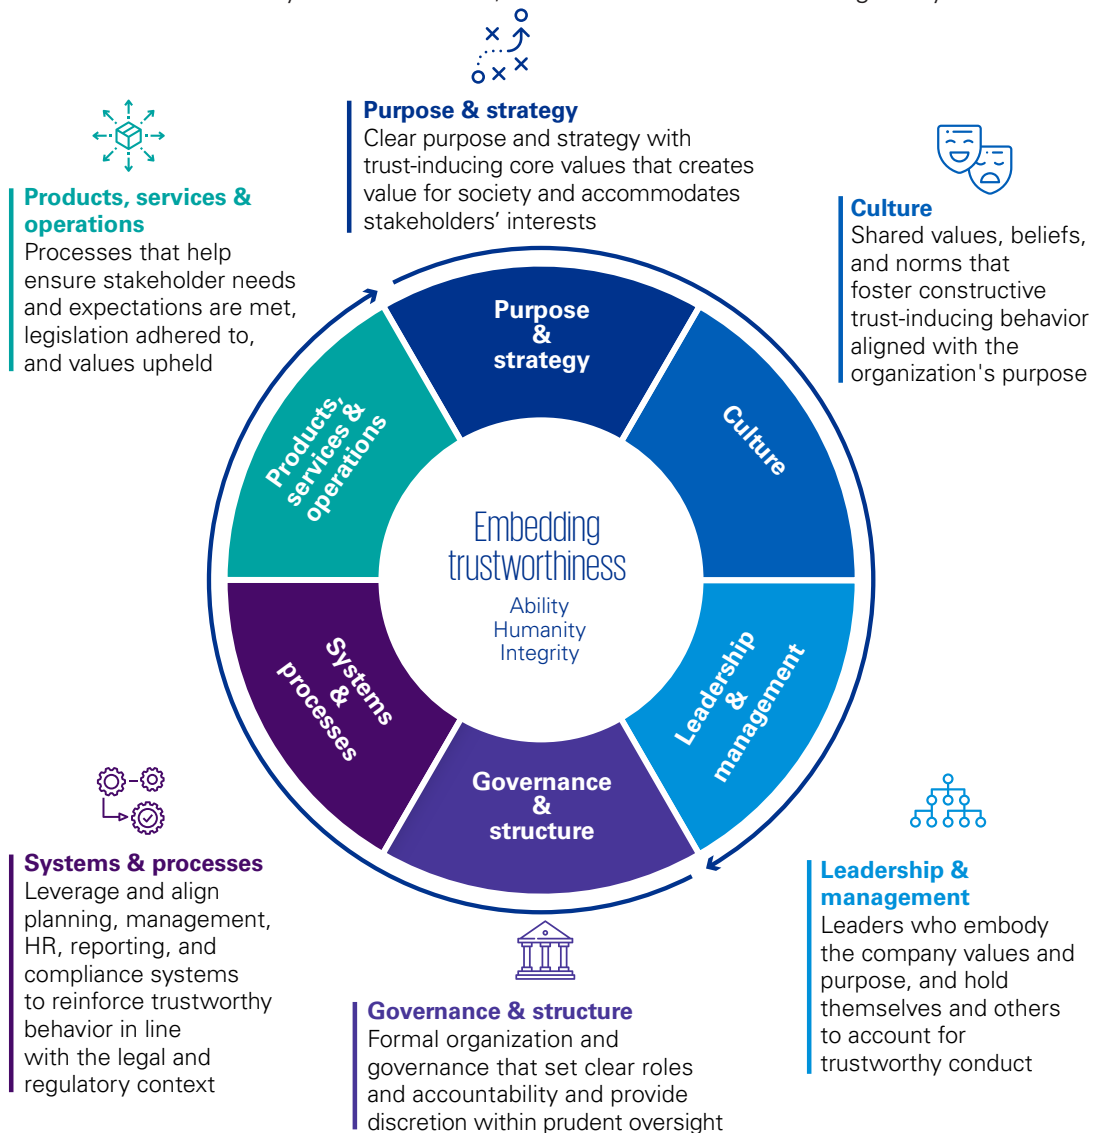 Purpose & strategy
Clear purpose and strategy with
trust-inducing core values that creates
value for society and accommodates
stakeholders’ interests
Products, services &
operations
Processes that help
ensure stakeholder needs
and expectations are met,
legislation adhered to,
and values upheld
Culture
Shared values, beliefs,
and norms that
foster constructive
trust-inducing behavior
aligned with the
organization's purpose
Purpose
&
strategy
Culture
Products,
services &
operations
Embedding
trustworthiness
Ability
Humanity
Integrity
Systems
&
processes
Leadership
&
management
Governance
&
structure
Systems & processes
Leverage and align
planning, management,
HR, reporting, and
compliance systems
to reinforce trustworthy
behavior in line
with the legal and
regulatory context
Leadership &
management
Leaders who embody
the company values and
purpose, and hold
themselves and others
to account for
trustworthy conduct
Governance & structure
Formal organization and
governance that set clear roles
and accountability and provide
discretion within prudent oversight